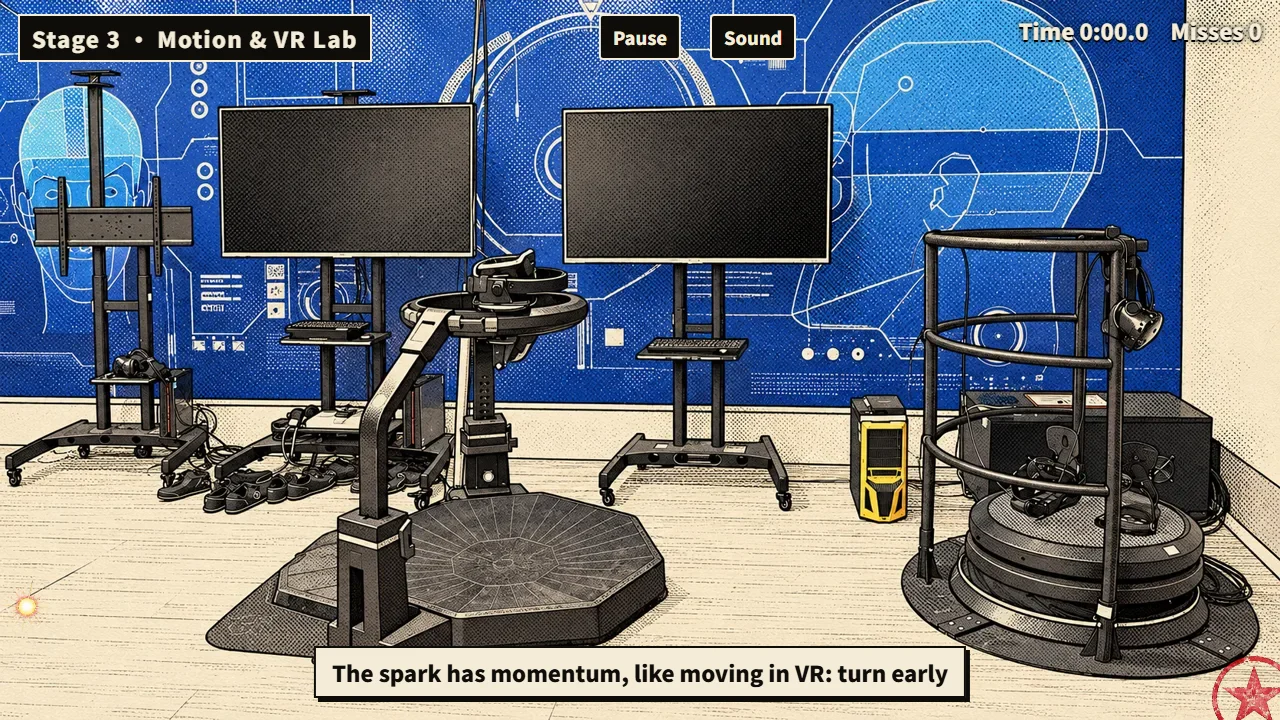 Stage 3 • Motion & VR Lab
Pause
Sound
Time 0:00.0
Misses 0
The spark has momentum, like moving in VR: turn early